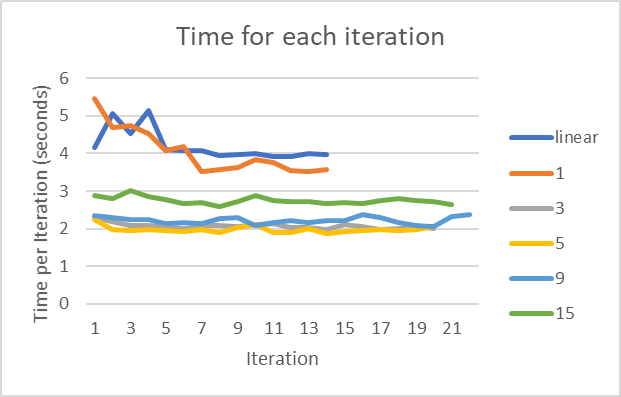 Time for each iteration
Time per Iteration (seconds)
6
5
4
3
2
1
0
1 3 5 7 9 11 13 15 17 19 21
Iteration
linear
1
3
5
9
15